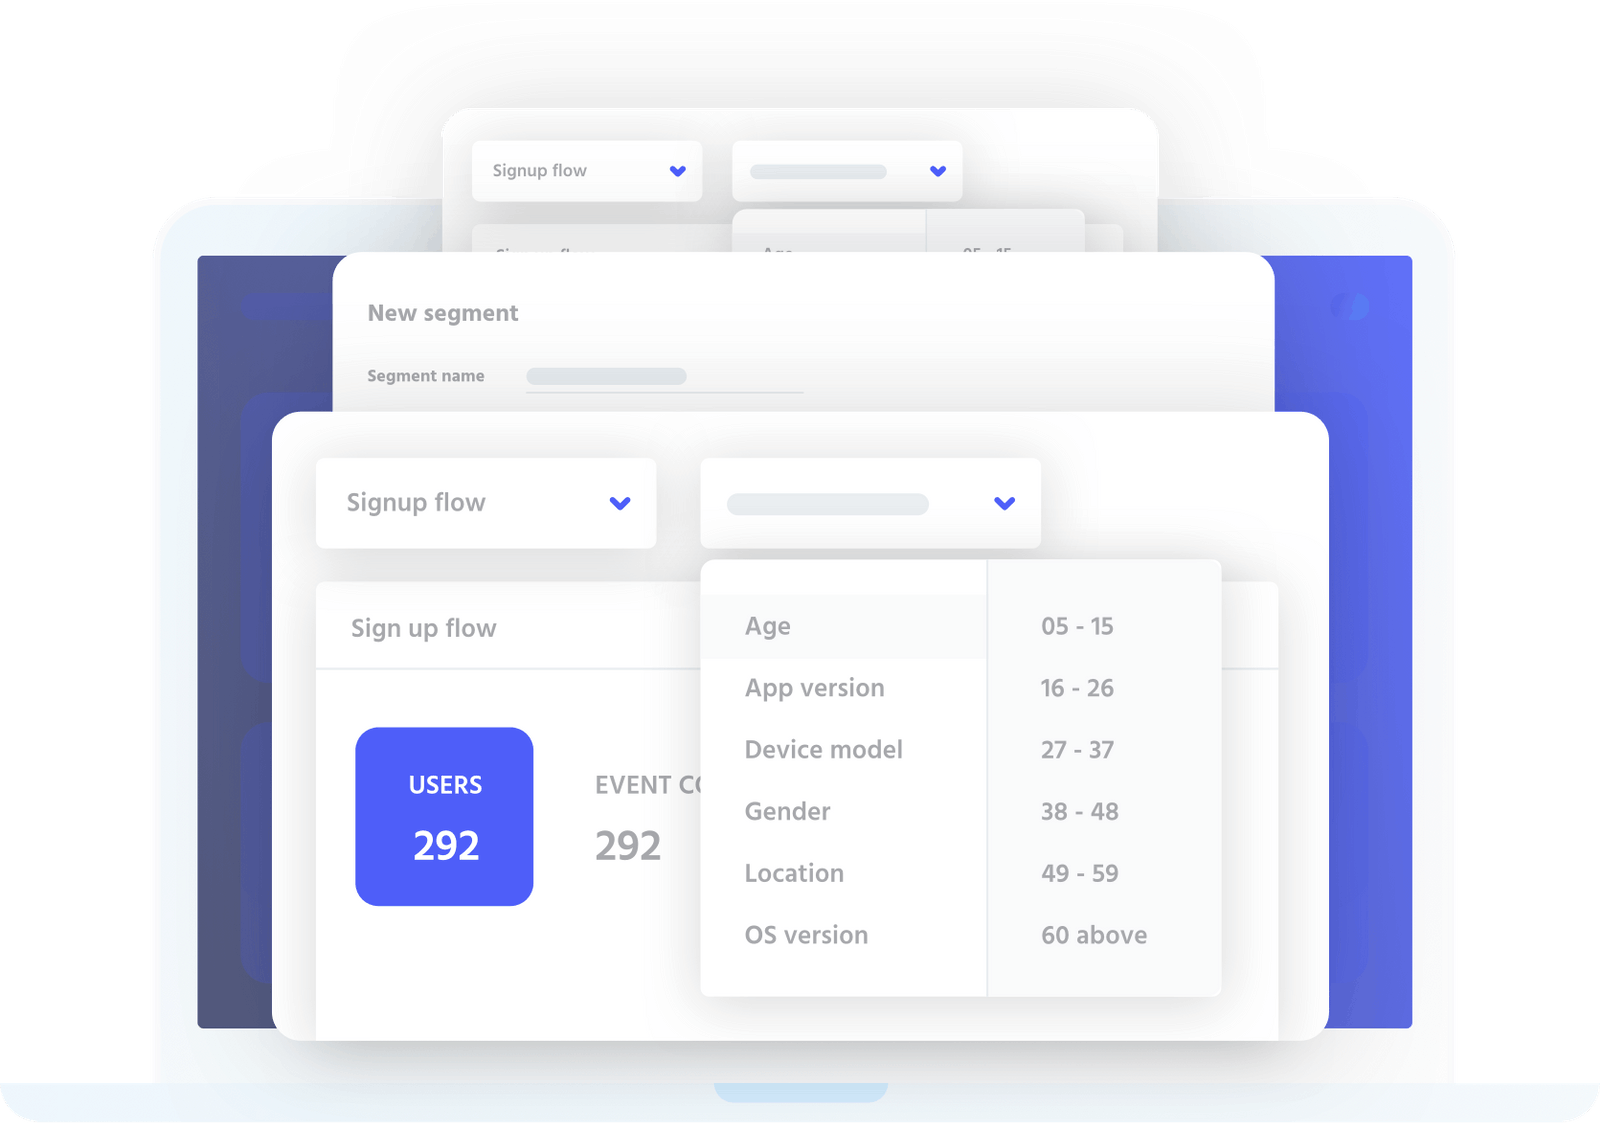 Signup flow
New segment
Segment name
Signup flow
Sign up flow
USERS
292
EVENT
292
Age
App version
Device model
Gender
Location
OS version
05 - 15
16 - 26
27 - 37
38 - 48
49 - 59
60 above